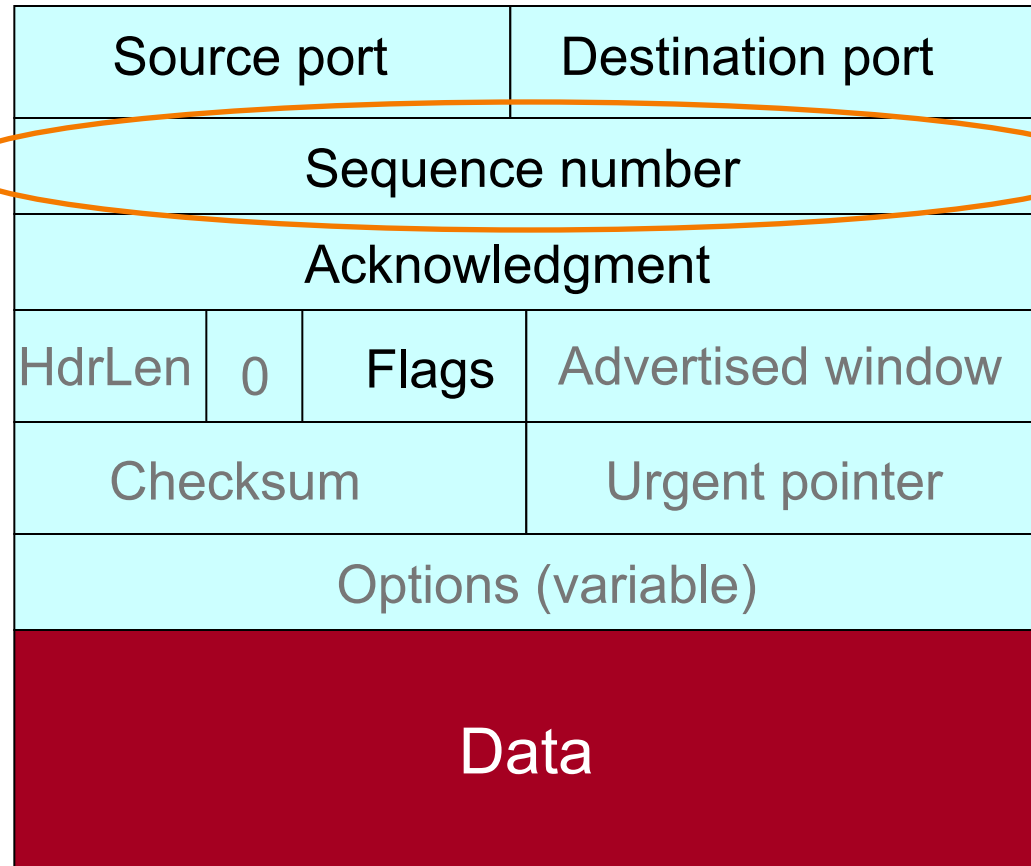 Source port Destination port
Sequence number
Acknowledgment
HdrLen 0 Flags Advertised window
Checksum Urgent pointer
Options (variable)
Data